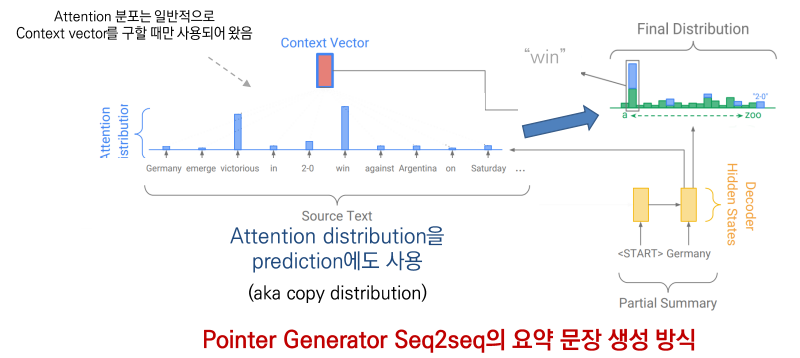 Attention 분포는 일반적으로
Context vector를 구할 때만 사용되어 왔음
Context Vector
"win"
Final Distribution
"2-0"
a
zoo
Attention
distribution
Germany emerge victorious in 2-0 win against Argentina on Saturday ...
Source Text
Decoder
Hidden States
<START> Germany
Partial Summary
Attention distribution을
prediction에도 사용
(aka copy distribution)
Pointer Generator Seq2seq의 요약 문장 생성 방식